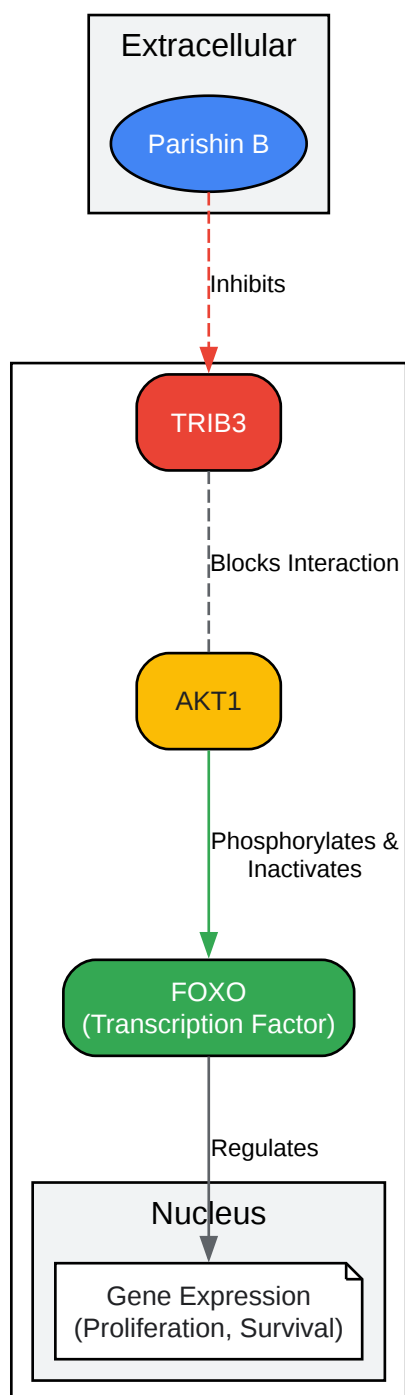 Extracellular
Parishin B
Inhibits
TRIB3
Blocks Interaction
AKT1
Phosphorylates &
Inactivates
FOXO
(Transcription Factor)
Regulates
Nucleus
Gene Expression
(Proliferation, Survival)